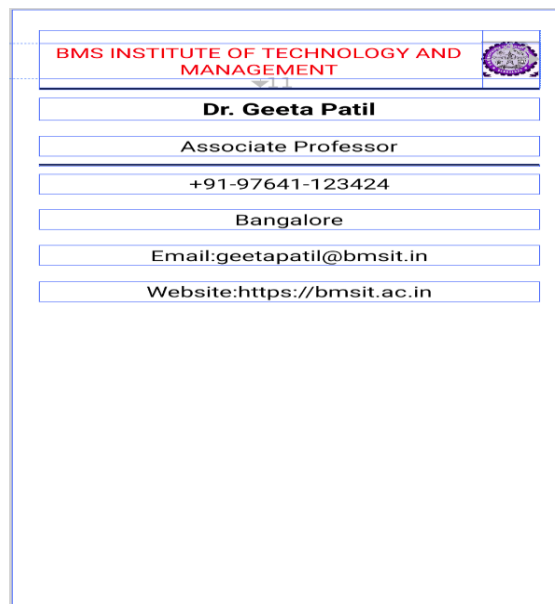 BMS INSTITUTE OF TECHNOLOGY AND
MANAGEMENT
11
Dr. Geeta Patil
Associate Professor
+91-97641-123424
Bangalore
Email:geetapatil@bmsit.in
Website:https://bmsit.ac.in